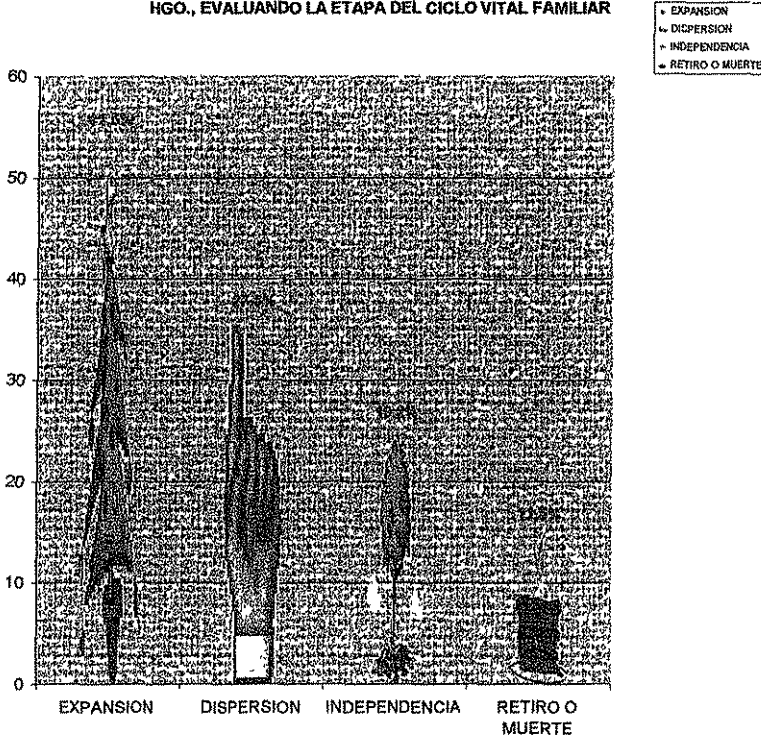 HGO., EVALUANDO LA ETAPA DEL CICLO VITAL FAMILIAR
EXPANSION
DISPERSION
INDEPENDENCIA
RETIRO O MUERTE
60
50
40
30
20
10
0
EXPANSION
DISPERSION
INDEPENDENCIA
RETIRO O
MUERTE